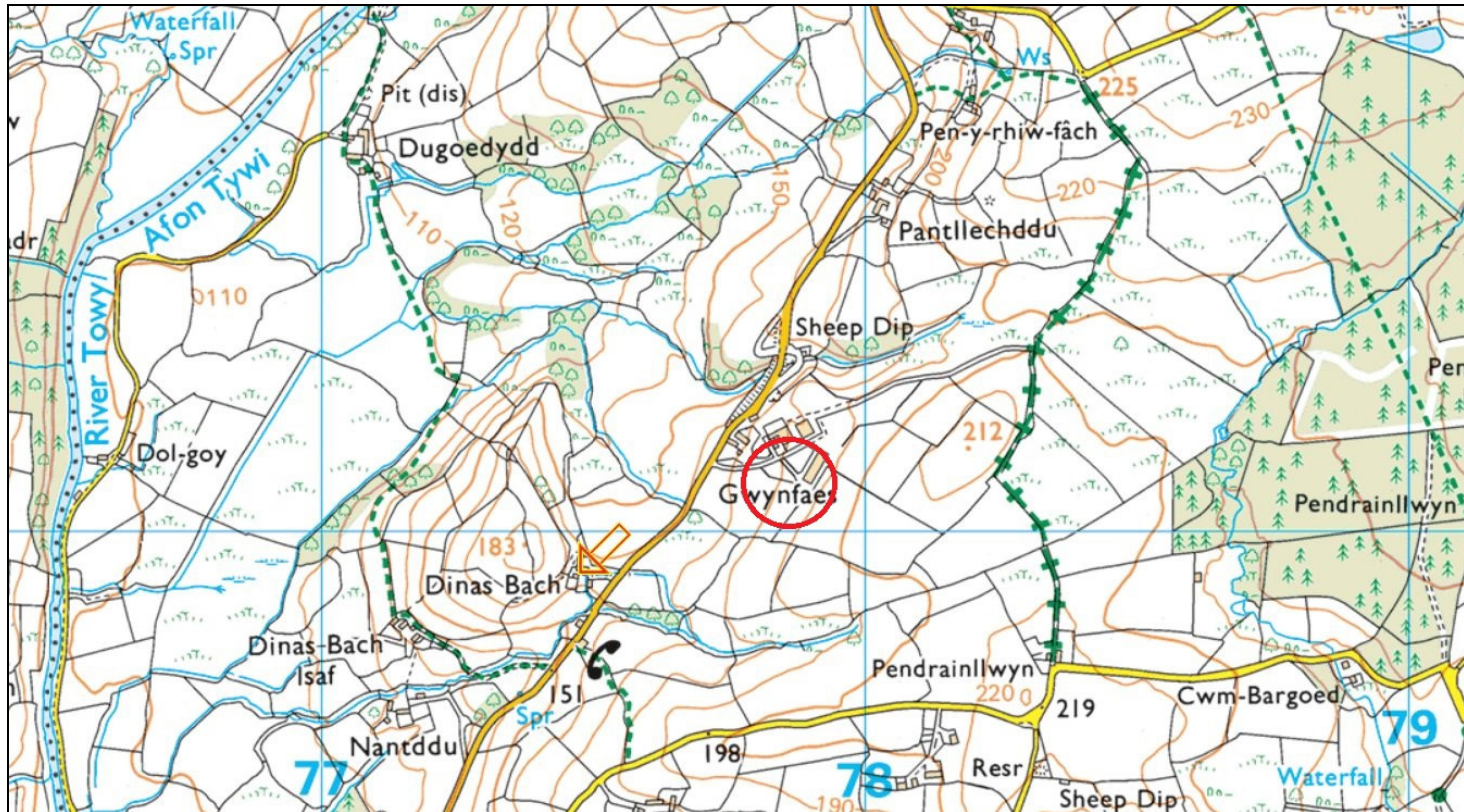 Waterfall
Spr
240
Ws
225
Pit (dis)
230
Pen-y-rhiw-fâch
Dugoedydd
150
200
220
Afon Tywi
110
120
Pantllechddu
adr
0110
River Towy
Sheep Dip
Per
Dol-goy
212
Gwynfaes
Pendrainllwyn
183
Dinas Bach
Dinas-Bach
Isaf
Pendrainllwyn
151
Spr
220
219
Cwm-Bargoed
79
Nantddu
198
77
78
Resr
Waterfall
190
Sheep Dip